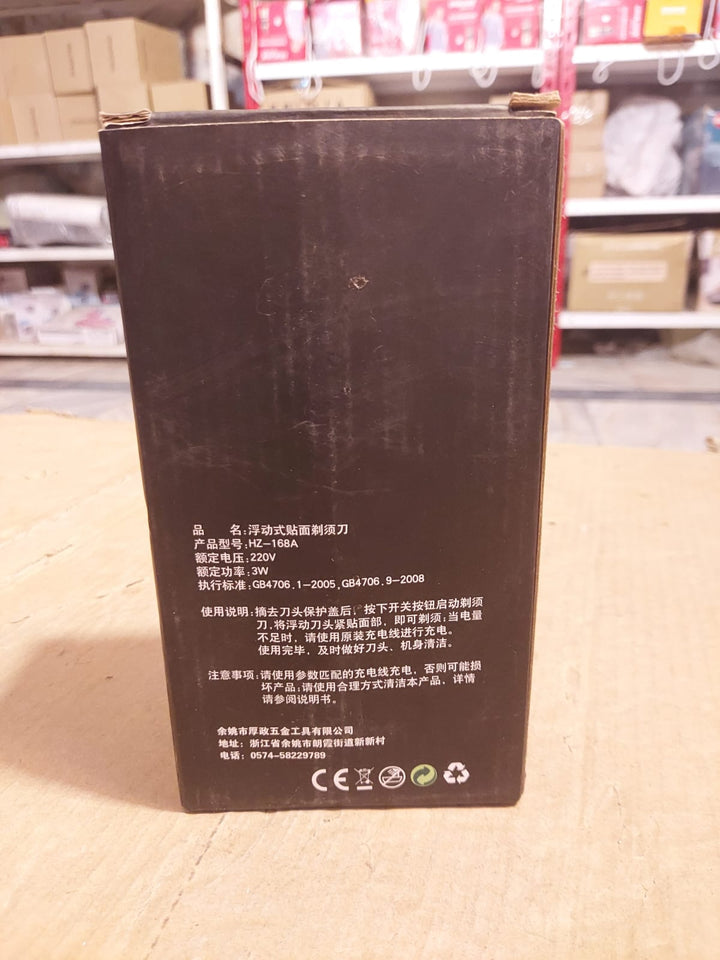 品　　名:浮动式贴面剃须刀
产品型号:HZ-168A
额定电压:220V
额定功率:3W
执行标准:GB4706.1-2005,GB4706.9-2008
使用说明:摘去刀头保护盖后，按下开关按钮启动剃须
刀.将浮动刀头紧贴面部，即可剃须;当电量
不足时，请使用原装充电线进行充电。
使用完毕，及时做好刀头、机身清洁。
注意事项:请使用参数匹配的充电线充电，否则可能损
坏产品;请使用合理方式清洁本产品，详情
请参阅说明书。
余姚市厚政五金工具有限公司
地址：浙江省余姚市朗霞街道新新村
电话：0574-58229789
CE